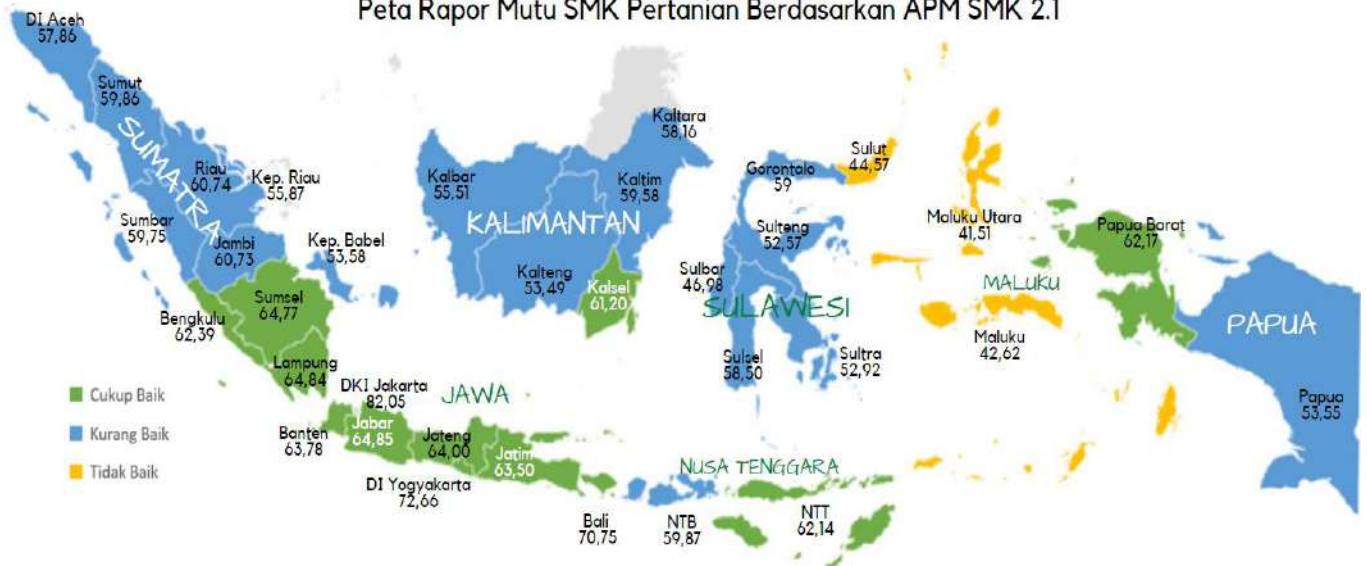 Peta Rapor Mutu SMK Pertanian Berdasarkan APM SMK 2.1
DI Aceh
57,86
Sumut
59,86
SUMATRA
Riau
60,74
Kep. Riau
55,87
Sumbar
59,75
Jambi
60,73
Kep. Babel
53,58
Sumsel
64,77
Bengkulu
62,39
Lampung
64,84
Kaltara
58,16
Kalbar
55,51
Kaltim
59,58
KALIMANTAN
Kalteng
53,49
Kalsel
61,20
Sulut
44,57
Gorontalo
59
Sulteng
52,57
Sulbar
46,98
SULAWESI
Sulsel
58,50
Sultra
52,92
Maluku Utara
41,51
MALUKU
Maluku
42,62
Papua Barat
62,17
PAPUA
Papua
53,55
Cukup Baik
Kurang Baik
Tidak Baik
JAWA
DKI Jakarta
82,05
Banten
63,78
Jabar
64,85
Jateng
64,00
Jatim
63,50
DI Yogyakarta
72,66
NUSA TENGGARA
Bali
70,75
NTB
59,87
NTT
62,14